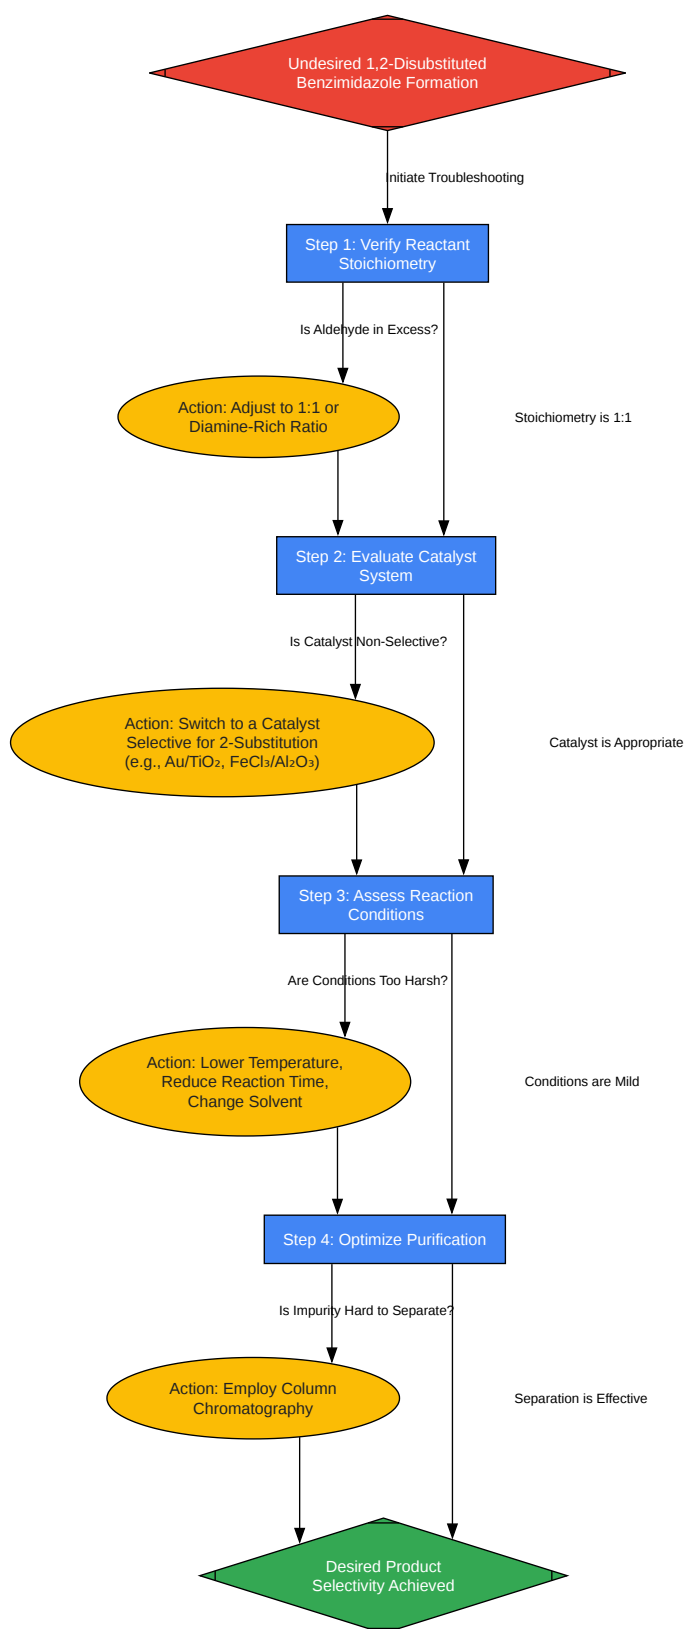 Undesired 1,2-Disubstituted
Benzimidazole Formation
Initiate Troubleshooting
Step 1: Verify Reactant
Stoichiometry
Is Aldehyde in Excess?
Action: Adjust to 1:1 or
Diamine-Rich Ratio
Stoichiometry is 1:1
Step 2: Evaluate Catalyst
System
Is Catalyst Non-Selective?
Action: Switch to a Catalyst
Selective for 2-Substitution
(e.g., Au/TiO₂, FeCl₃/Al₂O₃)
Catalyst is Appropriate
Step 3: Assess Reaction
Conditions
Are Conditions Too Harsh?
Action: Lower Temperature,
Reduce Reaction Time,
Change Solvent
Conditions are Mild
Step 4: Optimize Purification
Is Impurity Hard to Separate?
Action: Employ Column
Chromatography
Separation is Effective
Desired Product
Selectivity Achieved